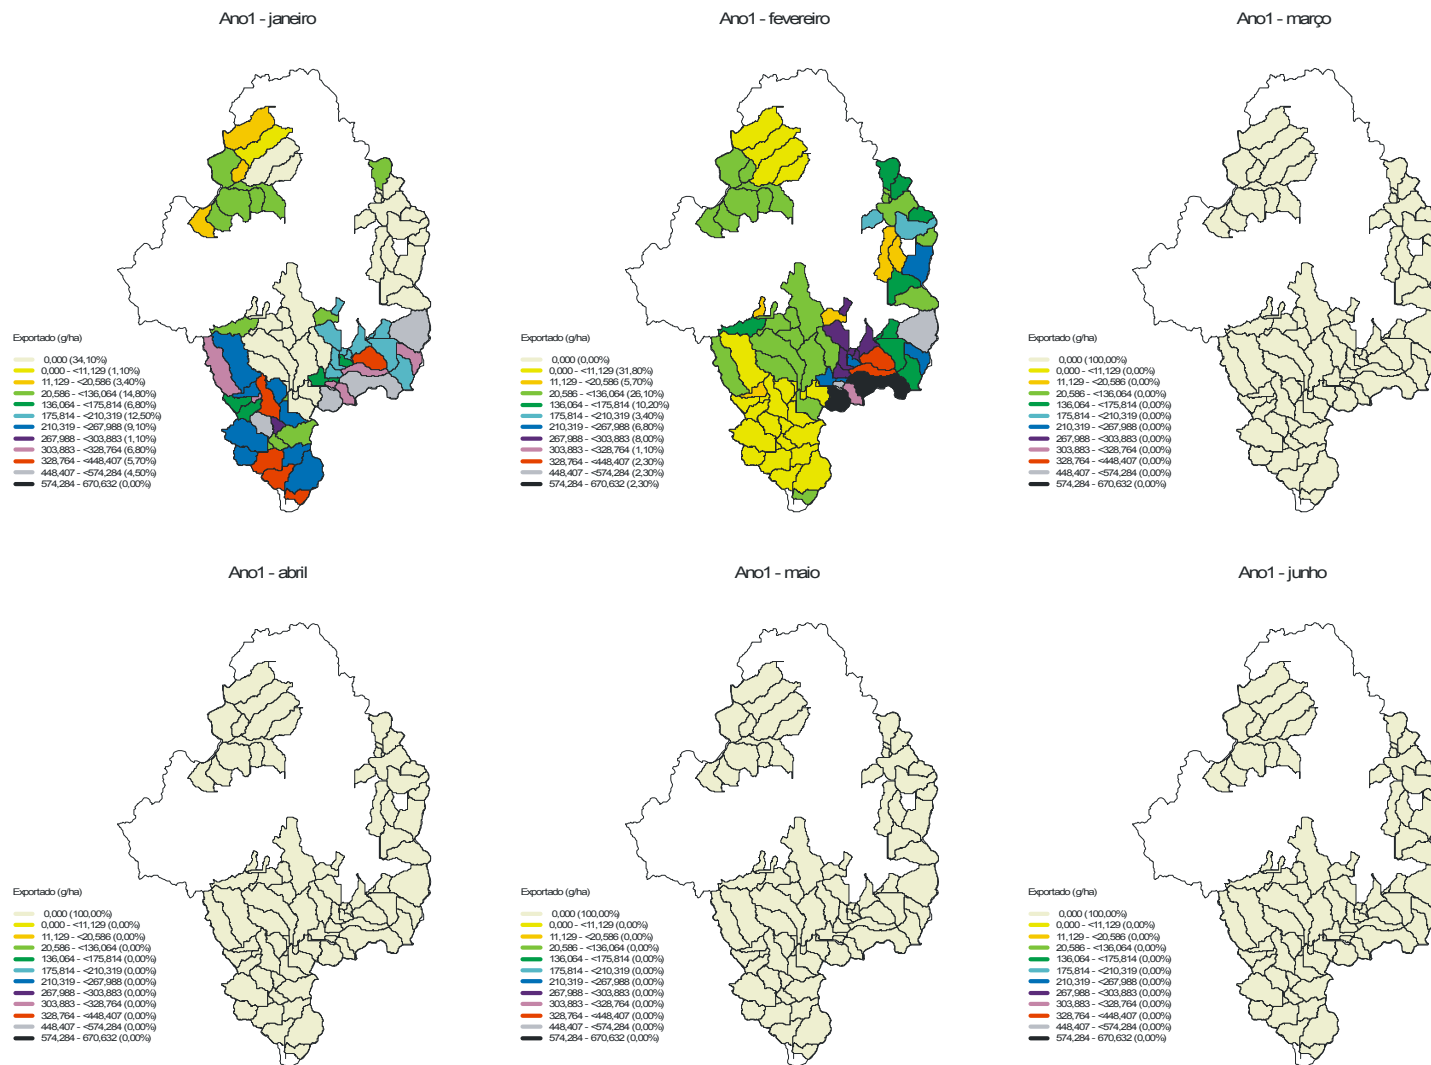 Ano1 - janeiro
Exportado (g/ha)
0,000 (34,10%)
0,000 - <11,129 (1,10%)
11,129 - <20,586 (3,40%)
20,586 - <136,064 (14,80%)
136,064 - <175,814 (6,80%)
175,814 - <210,319 (12,50%)
210,319 - <267,988 (9,10%)
267,988 - <303,883 (1,10%)
303,883 - <328,764 (6,80%)
328,764 - <448,407 (5,70%)
448,407 - <574,284 (4,50%)
574,284 - 670,632 (0,00%)
Ano1 - fevereiro
Exportado (g/ha)
0,000 (0,00%)
0,000 - <11,129 (31,80%)
11,129 - <20,586 (5,70%)
20,586 - <136,064 (26,10%)
136,064 - <175,814 (10,20%)
175,814 - <210,319 (3,40%)
210,319 - <267,988 (6,80%)
267,988 - <303,883 (8,00%)
303,883 - <328,764 (1,10%)
328,764 - <448,407 (2,30%)
448,407 - <574,284 (2,30%)
574,284 - 670,632 (2,30%)
Ano1 - março
Exportado (g/ha)
0,000 (100,00%)
0,000 - <11,129 (0,00%)
11,129 - <20,586 (0,00%)
20,586 - <136,064 (0,00%)
136,064 - <175,814 (0,00%)
175,814 - <210,319 (0,00%)
210,319 - <267,988 (0,00%)
267,988 - <303,883 (0,00%)
303,883 - <328,764 (0,00%)
328,764 - <448,407 (0,00%)
448,407 - <574,284 (0,00%)
574,284 - 670,632 (0,00%)
Ano1 - abril
Exportado (g/ha)
0,000 (100,00%)
0,000 - <11,129 (0,00%)
11,129 - <20,586 (0,00%)
20,586 - <136,064 (0,00%)
136,064 - <175,814 (0,00%)
175,814 - <210,319 (0,00%)
210,319 - <267,988 (0,00%)
267,988 - <303,883 (0,00%)
303,883 - <328,764 (0,00%)
328,764 - <448,407 (0,00%)
448,407 - <574,284 (0,00%)
574,284 - 670,632 (0,00%)
Ano1 - maio
Exportado (g/ha)
0,000 (100,00%)
0,000 - <11,129 (0,00%)
11,129 - <20,586 (0,00%)
20,586 - <136,064 (0,00%)
136,064 - <175,814 (0,00%)
175,814 - <210,319 (0,00%)
210,319 - <267,988 (0,00%)
267,988 - <303,883 (0,00%)
303,883 - <328,764 (0,00%)
328,764 - <448,407 (0,00%)
448,407 - <574,284 (0,00%)
574,284 - 670,632 (0,00%)
Ano1 - junho
Exportado (g/ha)
0,000 (100,00%)
0,000 - <11,129 (0,00%)
11,129 - <20,586 (0,00%)
20,586 - <136,064 (0,00%)
136,064 - <175,814 (0,00%)
175,814 - <210,319 (0,00%)
210,319 - <267,988 (0,00%)
267,988 - <303,883 (0,00%)
303,883 - <328,764 (0,00%)
328,764 - <448,407 (0,00%)
448,407 - <574,284 (0,00%)
574,284 - 670,632 (0,00%)